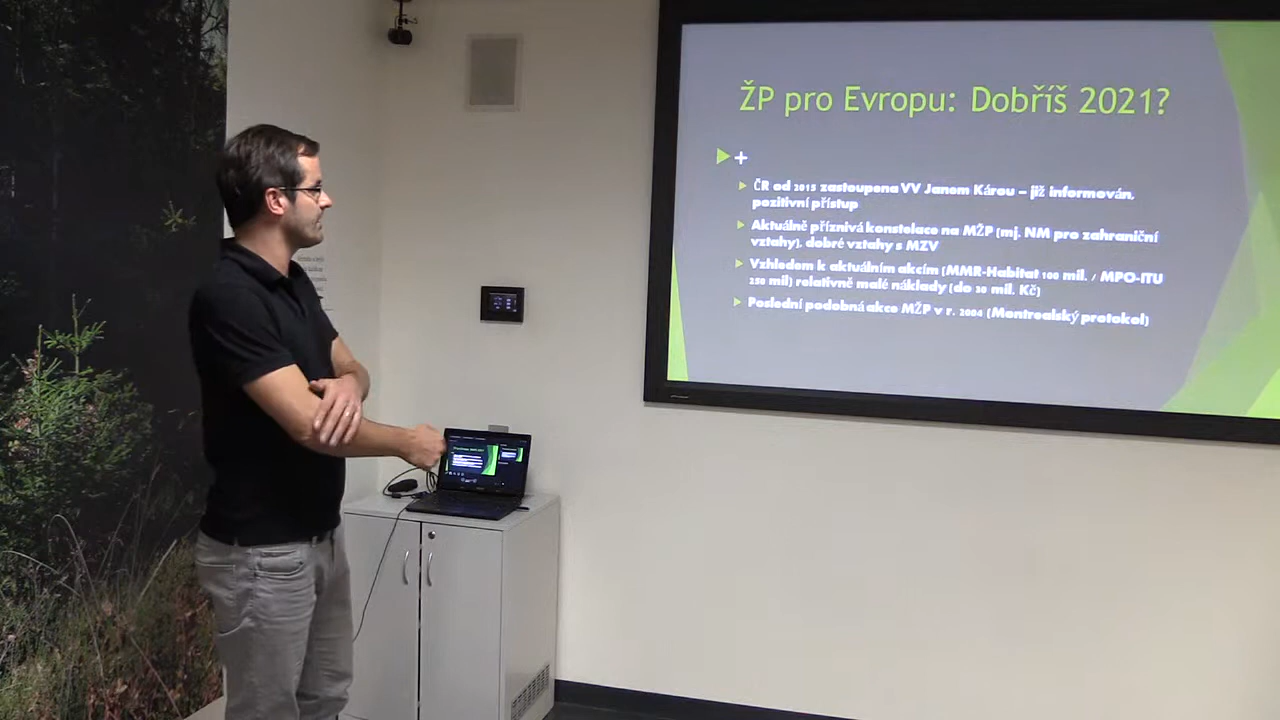 ŽP pro Evropu: Dobříš 2021?
+
ČR od 2015 zastoupena VV Janem Károu – již informován,
pozitivní přístup
Aktuálně příznivá konstelace na MŽP (mj. NM pro zahraniční
vztahy), dobré vztahy s MZV
Vzhledem k aktuálním akcím (MMR-Habitat 100 mil. / MPO-ITU
250 mil) relativně malé náklady (do 30 mil. Kč)
Poslední podobná akce MŽP v r. 2004 (Montrealský protokol)